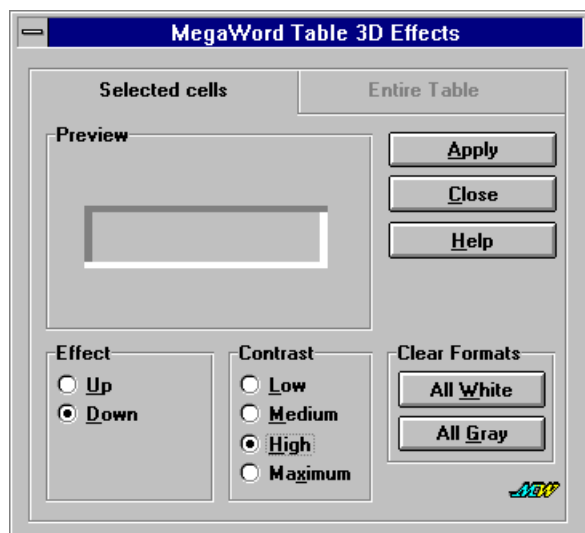 MegaWord Table 3D Effects
Selected cells
Entire Table
Preview
Apply
Close
Help
Effect
Up
Down
Contrast
Low
Medium
High
Maximum
Clear Formats
All White
All Gray
MEW